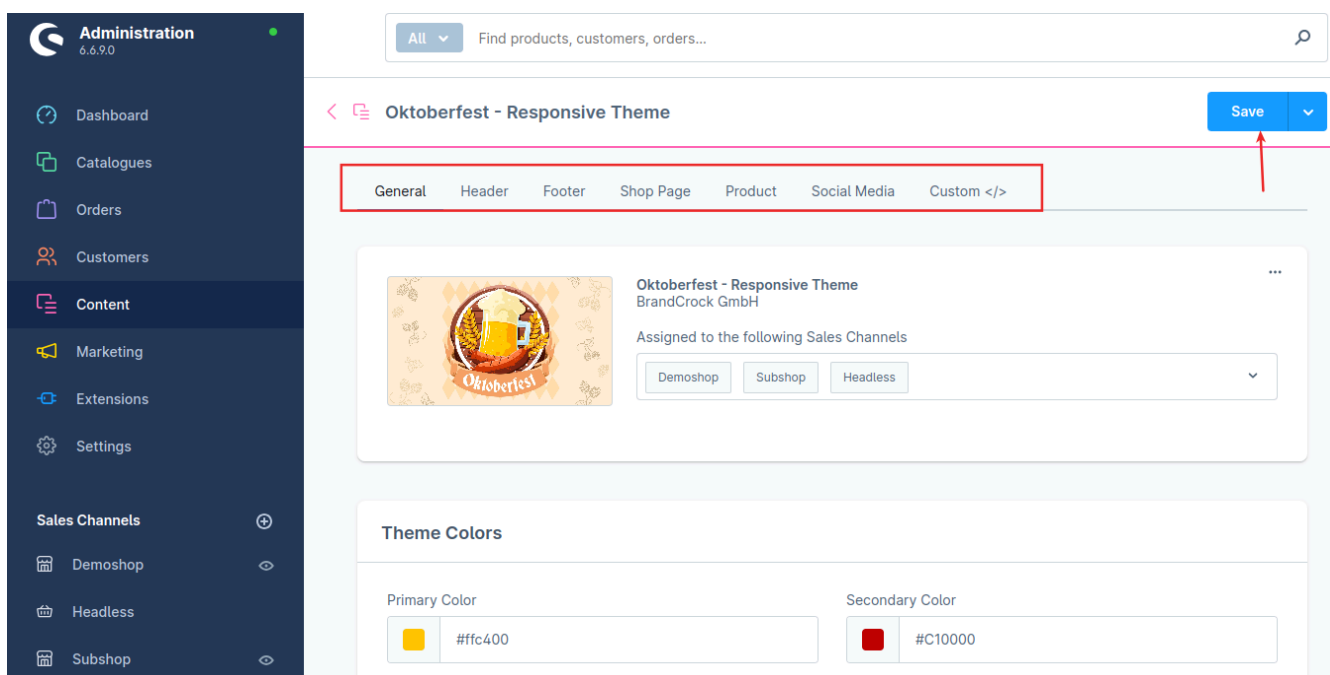 Administration
6.6.9.0
All
Find products, customers, orders...
Dashboard
Catalogues
Orders
Customers
Content
Marketing
Extensions
Settings
Sales Channels
Demoshop
Headless
Subshop
Oktoberfest - Responsive Theme
Save
General Header Footer Shop Page Product Social Media Custom </>
Oktoberfest
Oktoberfest - Responsive Theme
BrandCrock GmbH
Assigned to the following Sales Channels
Demoshop Subshop Headless
Theme Colors
Primary Color
#ffc400
Secondary Color
#C10000